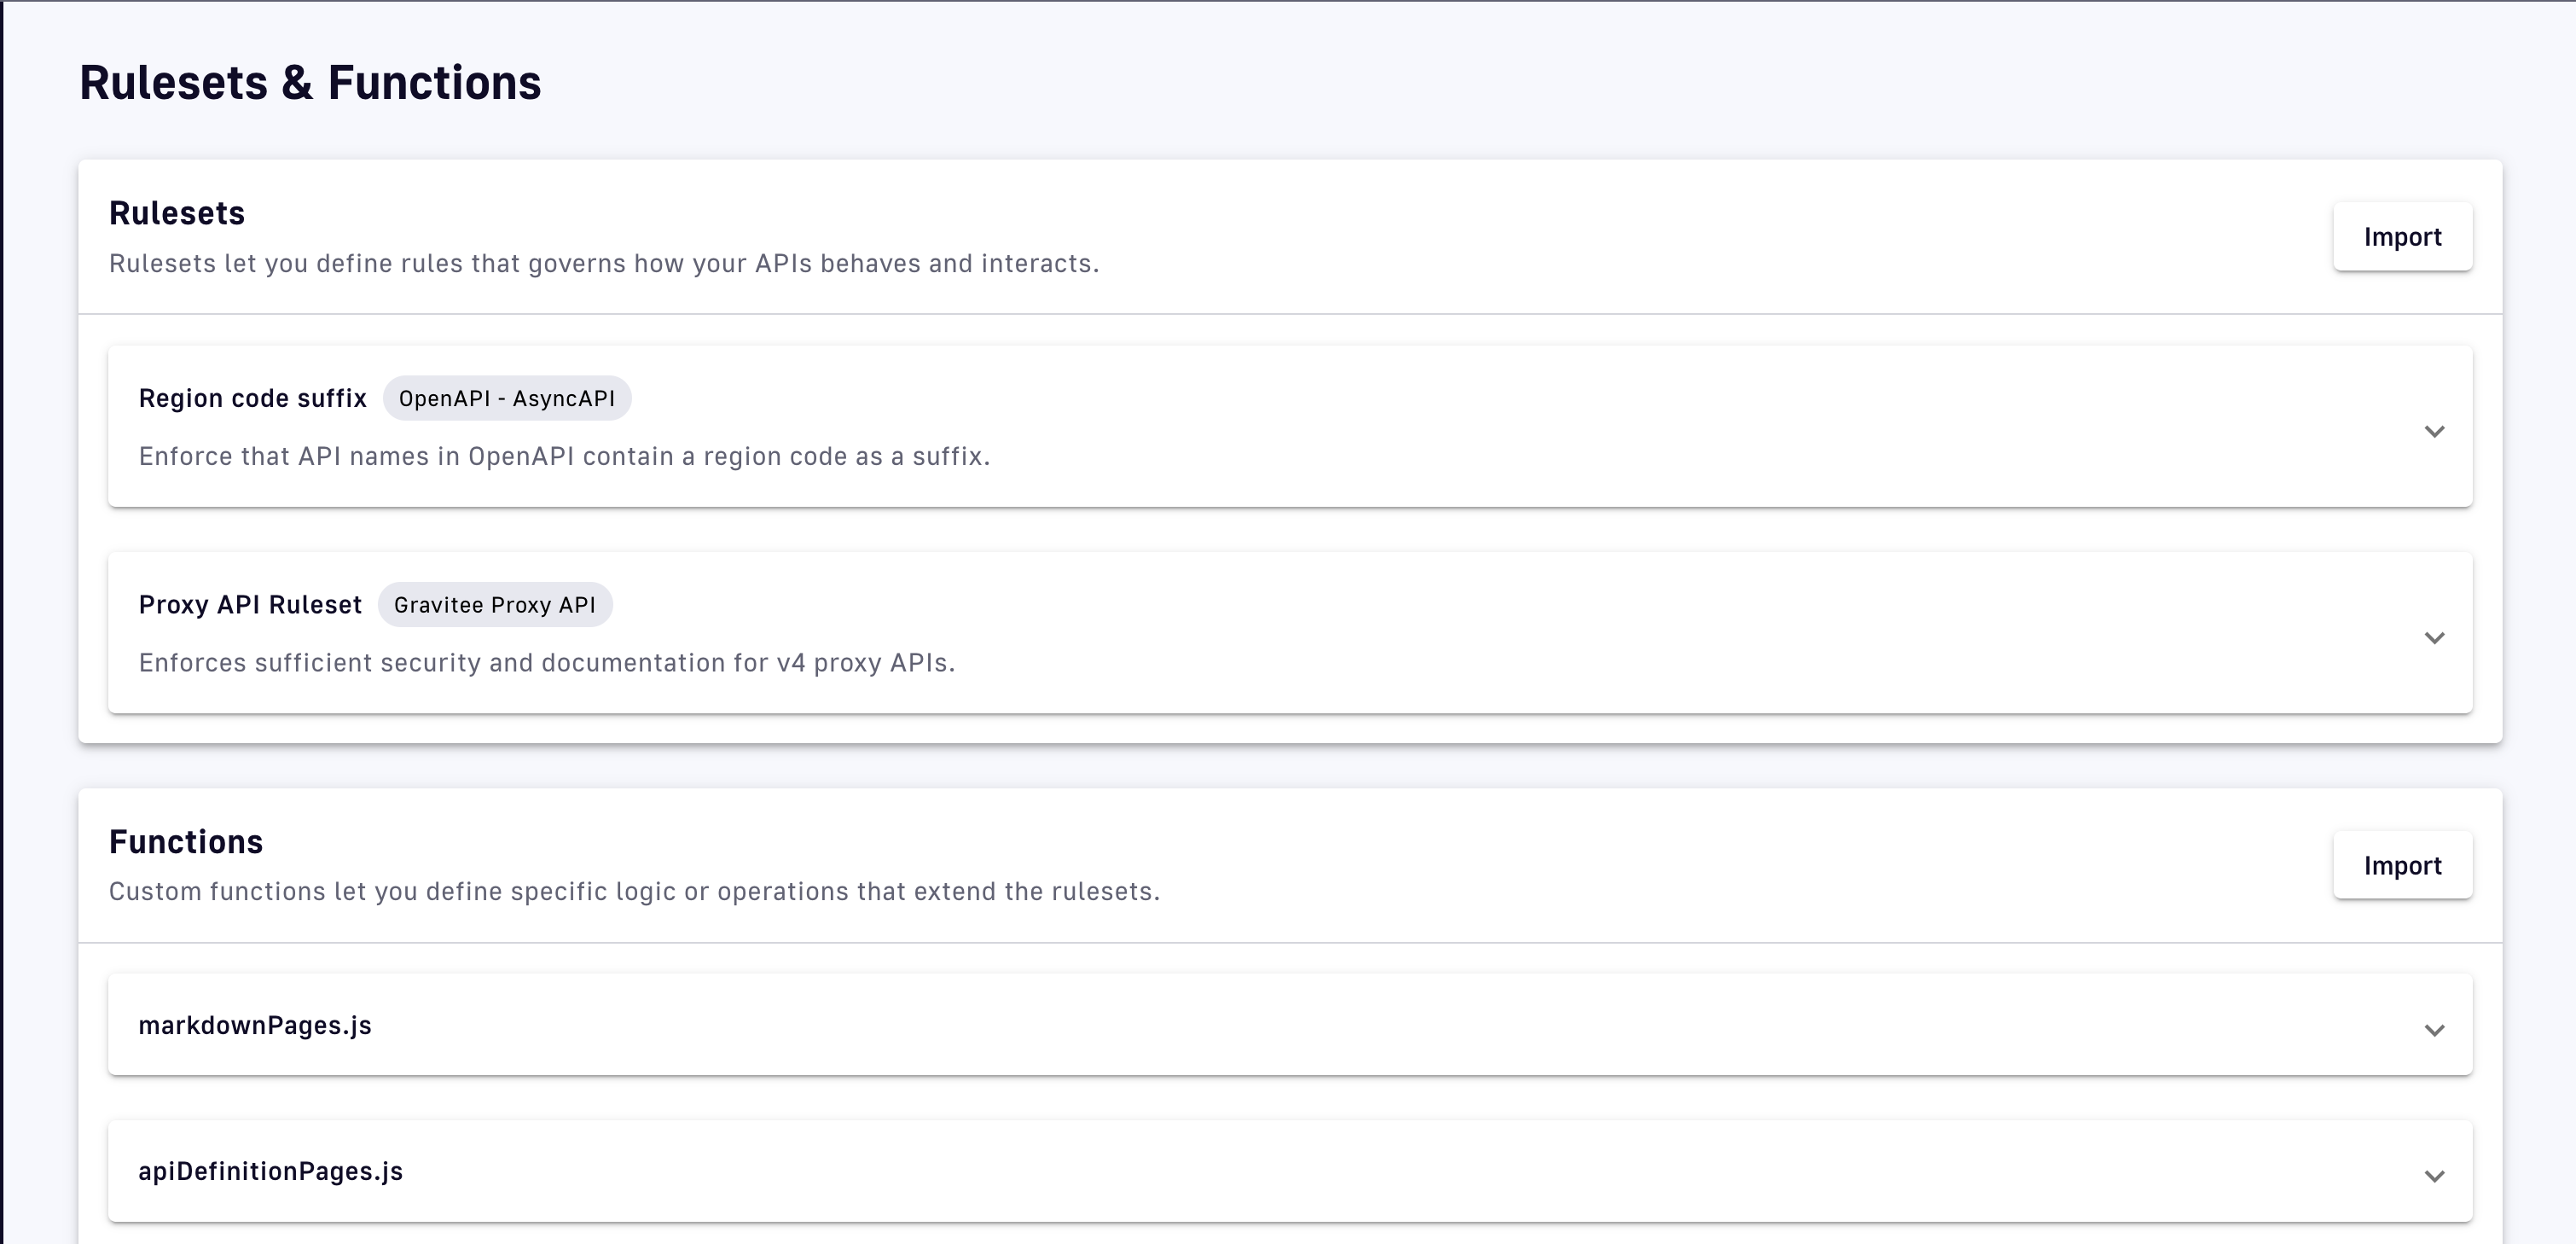 Rulesets & Functions
Rulesets
Import
Rulesets let you define rules that governs how your APIs behaves and interacts.
Region code suffix OpenAPI - AsyncAPI
Enforce that API names in OpenAPI contain a region code as a suffix.
Proxy API Ruleset Gravitee Proxy API
Enforces sufficient security and documentation for v4 proxy APIs.
Functions
Import
Custom functions let you define specific logic or operations that extend the rulesets.
markdownPages.js
apiDefinitionPages.js